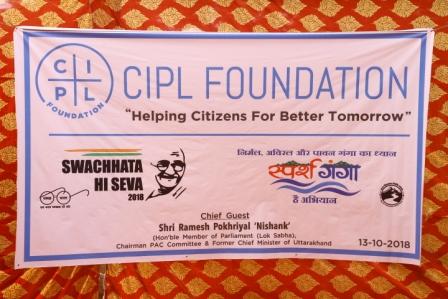 C I
P L
FOUNDATION
CIPL FOUNDATION
"Helping Citizens For Better Tomorrow"
SWACHHATA
HI SEVA
2018
निर्मल, अविरल और पावन गंगा का ध्यान
स्पर्श गंगा
है अभियान
Chief Guest
Shri Ramesh Pokhriyal 'Nishank'
(Hon'ble Member of Parliament (Lok Sabha),
Chairman PAC Committee & Former Chief Minister of Uttarakhand
13-10-2018